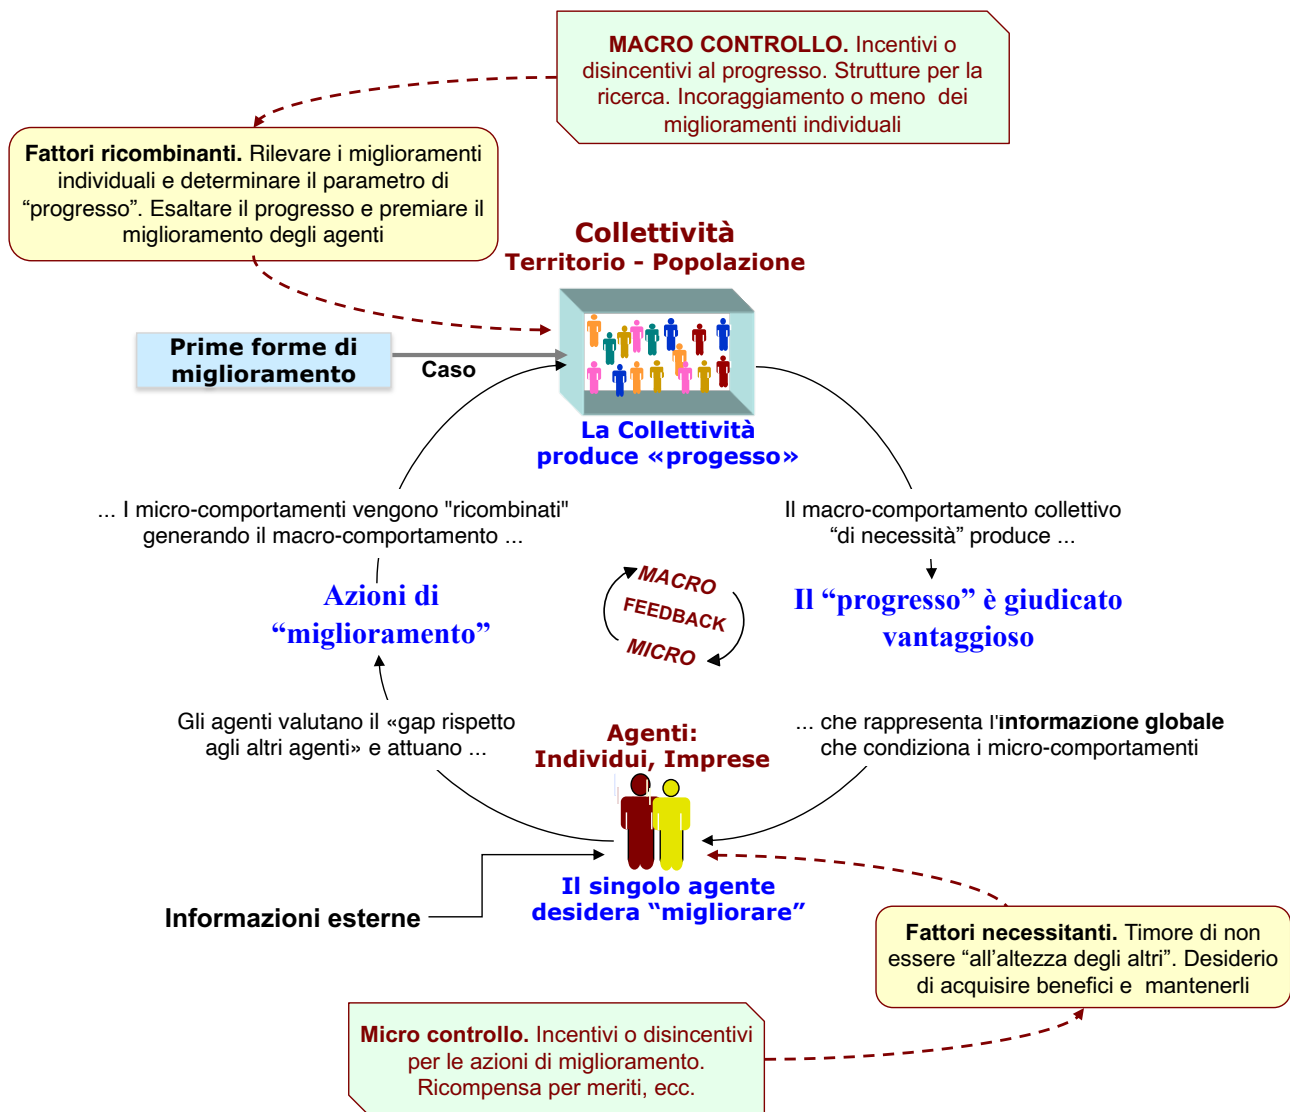 MACRO CONTROLLO. Incentivi o
disincentivi al progresso. Strutture per la
ricerca. Incoraggiamento o meno dei
miglioramenti individuali
Fattori ricombinanti. Rilevare i miglioramenti
individuali e determinare il parametro di
“progresso”. Esaltare il progresso e premiare il
miglioramento degli agenti
Collettività
Territorio - Popolazione
Prime forme di
miglioramento
Caso
La Collettività
produce «progesso»
... I micro-comportamenti vengono "ricombinati"
generando il macro-comportamento ...
Il macro-comportamento collettivo
“di necessità” produce ...
Azioni di
“miglioramento”
MACRO
FEEDBACK
MICRO
Il “progresso” è giudicato
vantaggioso
Gli agenti valutano il «gap rispetto
agli altri agenti» e attuano ...
... che rappresenta l'informazione globale
che condiziona i micro-comportamenti
Agenti:
Individui, Imprese
Il singolo agente
desidera “migliorare”
Informazioni esterne
Fattori necessitanti. Timore di non
essere “all'altezza degli altri”. Desiderio
di acquisire benefici e mantenerli
Micro controllo. Incentivi o disincentivi
per le azioni di miglioramento.
Ricompensa per meriti, ecc.